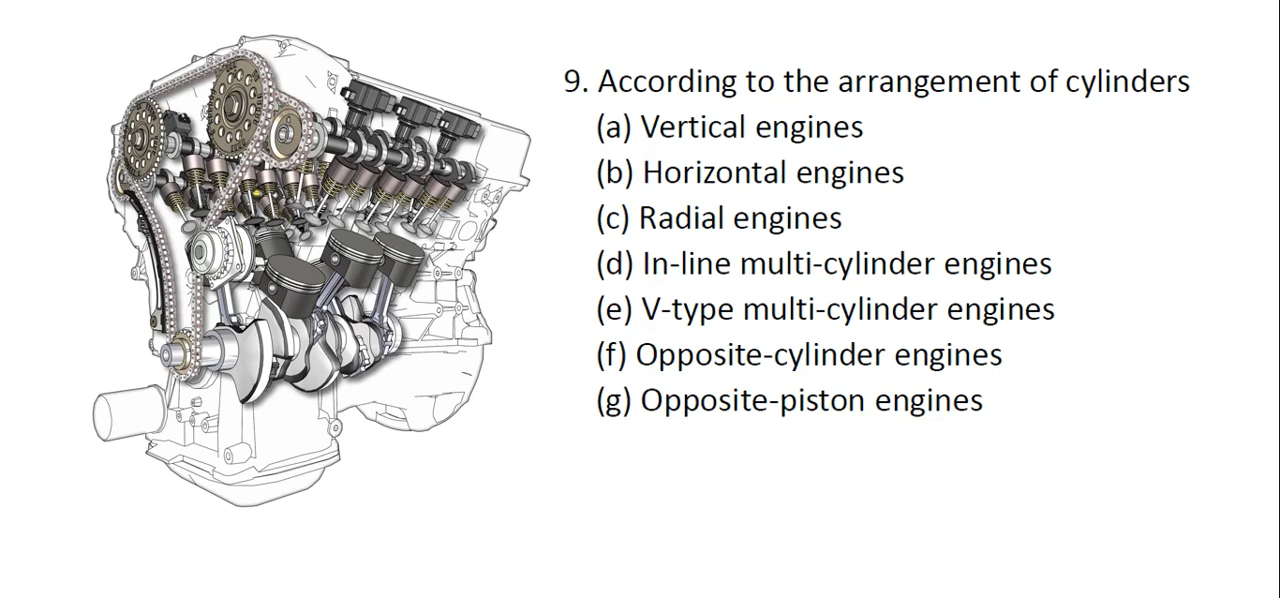 9. According to the arrangement of cylinders
(a) Vertical engines
(b) Horizontal engines
(c) Radial engines
(d) In-line multi-cylinder engines
(e) V-type multi-cylinder engines
(f) Opposite-cylinder engines
(g) Opposite-piston engines